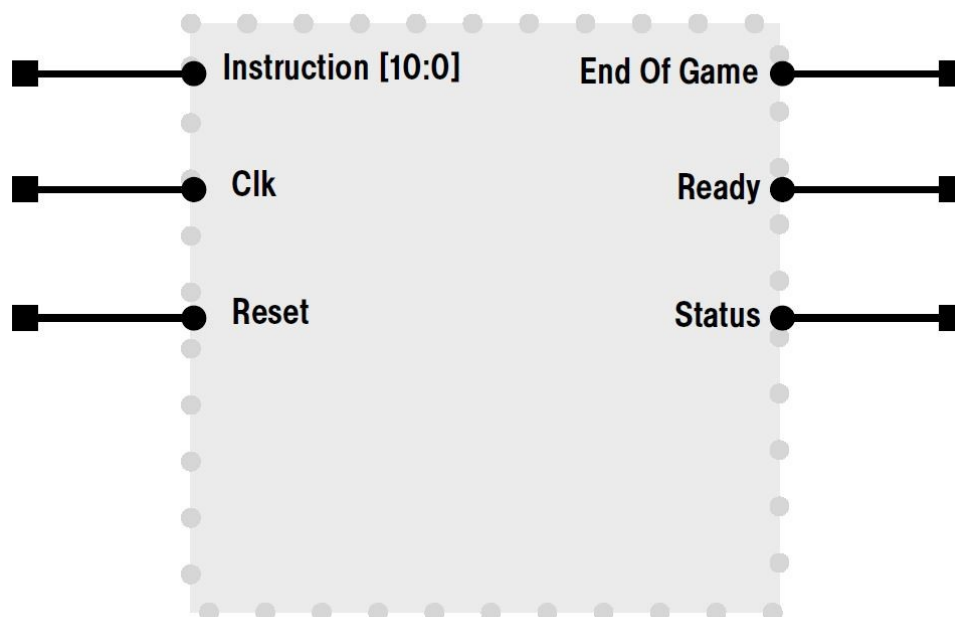 Instruction [10:0]
End Of Game
Clk
Ready
Reset
Status